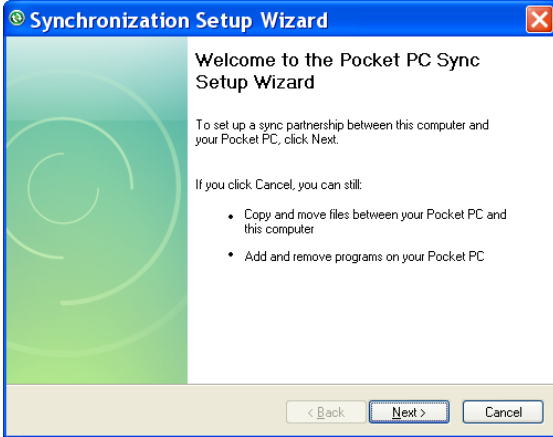 Synchronization Setup Wizard
Welcome to the Pocket PC Sync
Setup Wizard
To set up a sync partnership between this computer and
your Pocket PC, click Next.
If you click Cancel, you can still:
• Copy and move files between your Pocket PC and
this computer
• Add and remove programs on your Pocket PC
< Back Next > Cancel